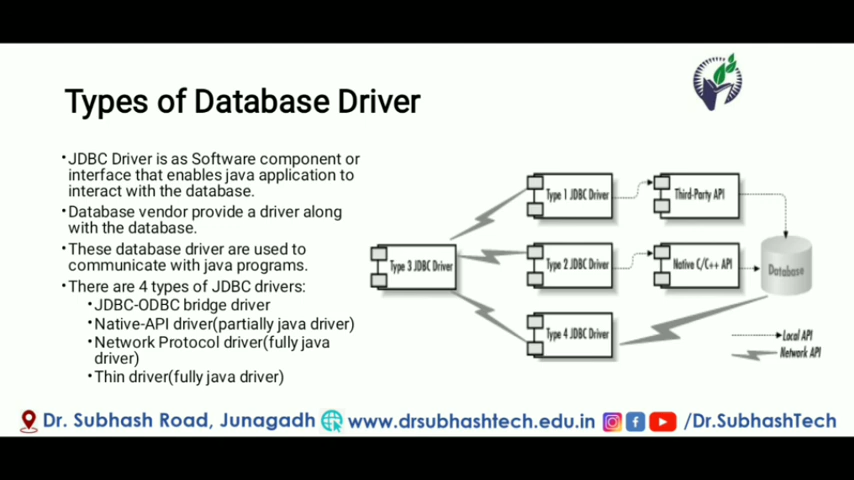 Types of Database Driver
•JDBC Driver is as Software component or
interface that enables java application to
interact with the database.
•Database vendor provide a driver along
with the database.
•These database driver are used to
communicate with java programs.
•There are 4 types of JDBC drivers:
•JDBC-ODBC bridge driver
•Native-API driver(partially java driver)
•Network Protocol driver(fully java
driver)
•Thin driver(fully java driver)
Type 1 JDBC Driver
Third-Party API
Type 3 JDBC Driver
Type 2 JDBC Driver
Native C/C++ API
Database
Type 4 JDBC Driver
Local API
Network API
Dr. Subhash Road, Junagadh www.drsubhashtech.edu.in /Dr.SubhashTech